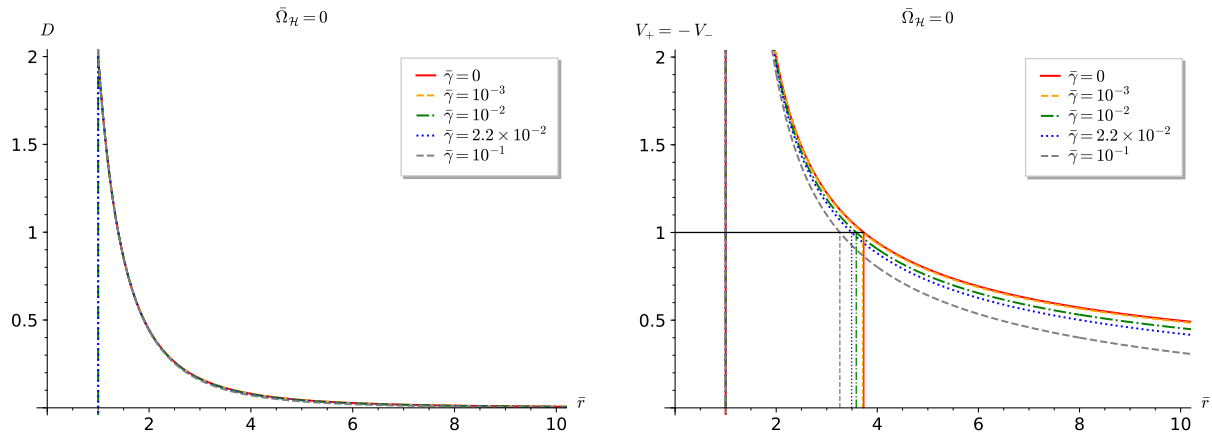 Ω̄_ℋ = 0
D
2
1.5
1
0.5
2 4 6 8 10
r̄
γ̄ = 0
γ̄ = 10⁻³
γ̄ = 10⁻²
γ̄ = 2.2 × 10⁻²
γ̄ = 10⁻¹
Ω̄_ℋ = 0
V₊ = − V₋
2
1.5
1
0.5
2 4 6 8 10
r̄
γ̄ = 0
γ̄ = 10⁻³
γ̄ = 10⁻²
γ̄ = 2.2 × 10⁻²
γ̄ = 10⁻¹